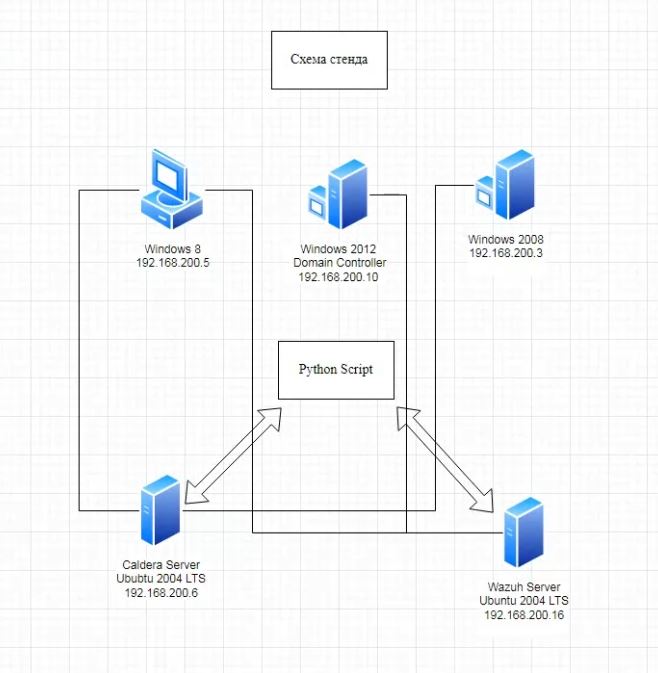 Схема стенда
Windows 8
192.168.200.5
Windows 2012
Domain Controller
192.168.200.10
Windows 2008
192.168.200.3
Python Script
Caldera Server
Ububtu 2004 LTS
192.168.200.6
Wazuh Server
Ubuntu 2004 LTS
192.168.200.16